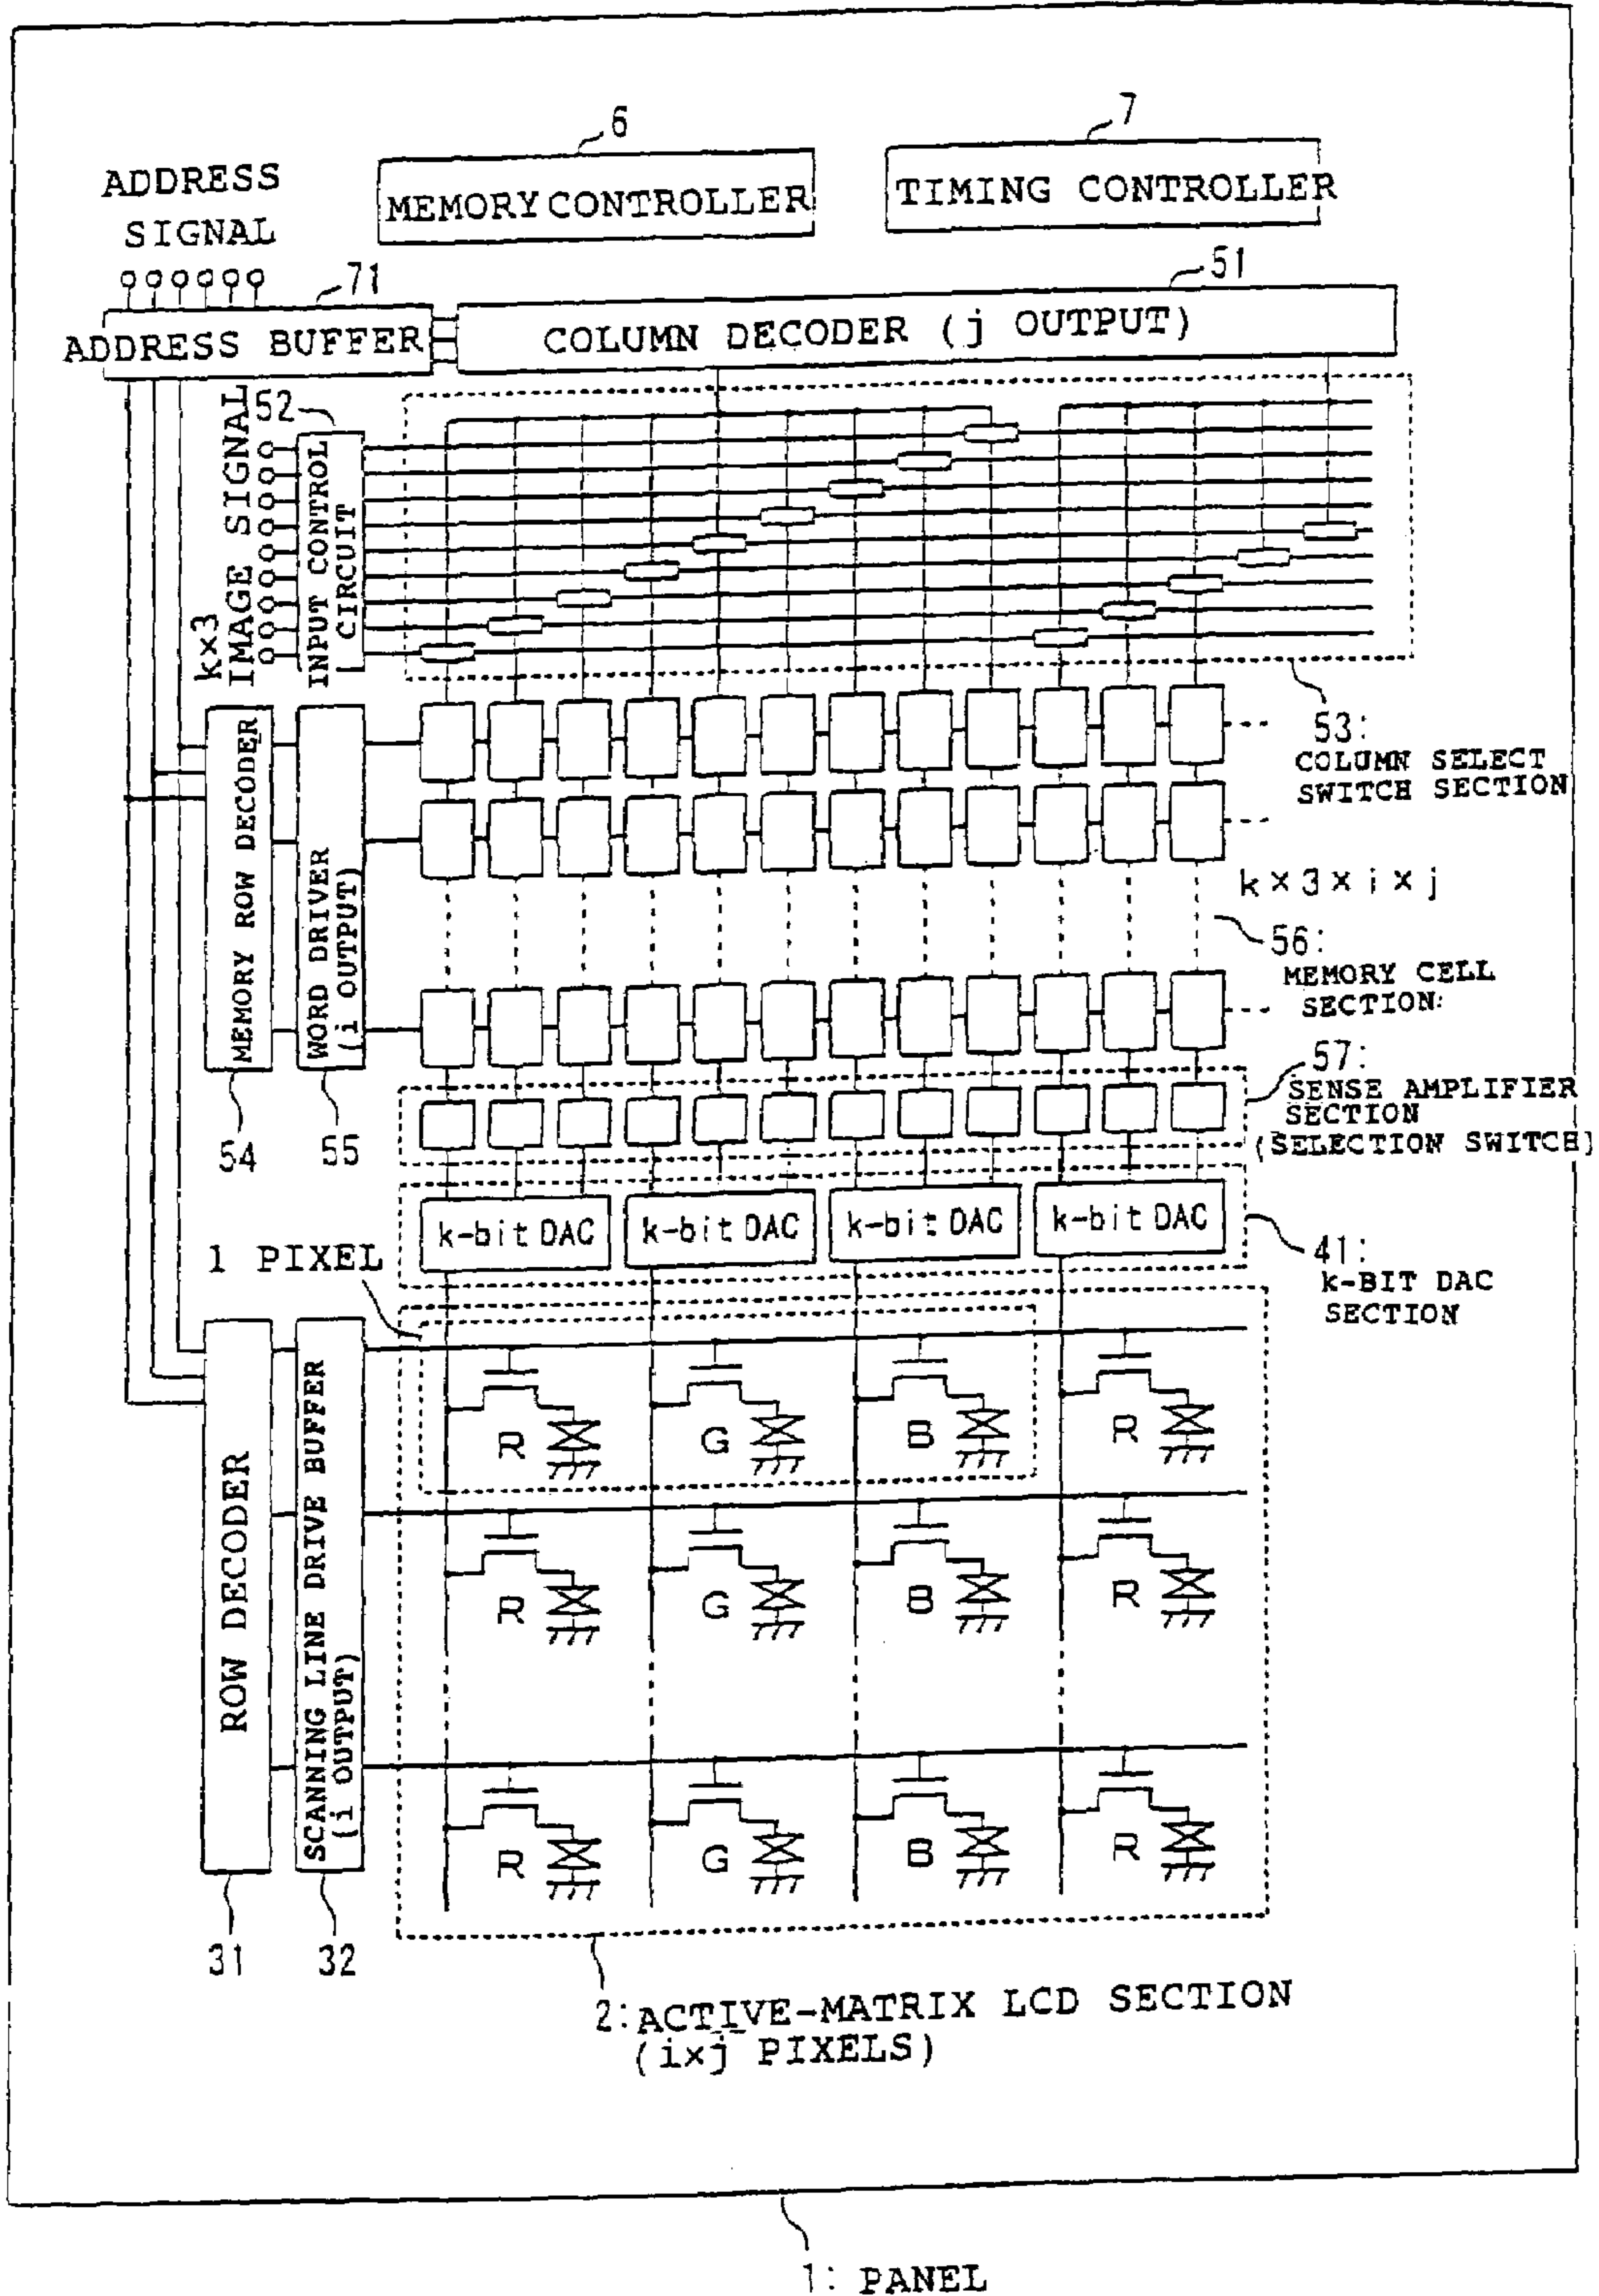 6
7
ADDRESS
SIGNAL
MEMORY CONTROLLER
TIMING CONTROLLER
71
51
ADDRESS BUFFER
COLUMN DECODER (j OUTPUT)
52
k×3
IMAGE SIGNAL
INPUT CONTROL
CIRCUIT
53:
COLUMN SELECT
SWITCH SECTION
MEMORY ROW DECODER
WORD DRIVER
(i OUTPUT)
k×3×i×j
56:
MEMORY CELL
SECTION:
54
55
57:
SENSE AMPLIFIER
SECTION
(SELECTION SWITCH)
k-bit DAC
k-bit DAC
k-bit DAC
k-bit DAC
41:
k-BIT DAC
SECTION
1 PIXEL
R G B R
R G B R
R G B R
ROW DECODER
SCANNING LINE DRIVE BUFFER
(i OUTPUT)
31
32
2: ACTIVE-MATRIX LCD SECTION
(i×j PIXELS)
1: PANEL